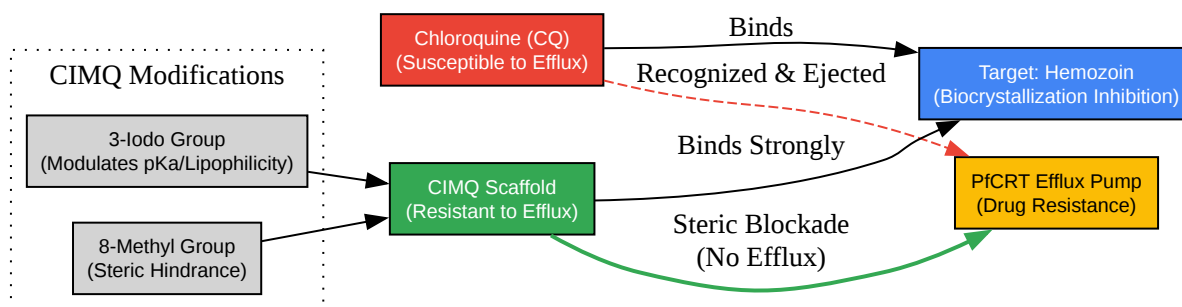 CIMQ Modifications
3-Iodo Group
(Modulates pKa/Lipophilicity)
8-Methyl Group
(Steric Hindrance)
Chloroquine (CQ)
(Susceptible to Efflux)
CIMQ Scaffold
(Resistant to Efflux)
Binds
Recognized & Ejected
Binds Strongly
Steric Blockade
(No Efflux)
Target: Hemozoin
(Biocrystallization Inhibition)
PfCRT Efflux Pump
(Drug Resistance)